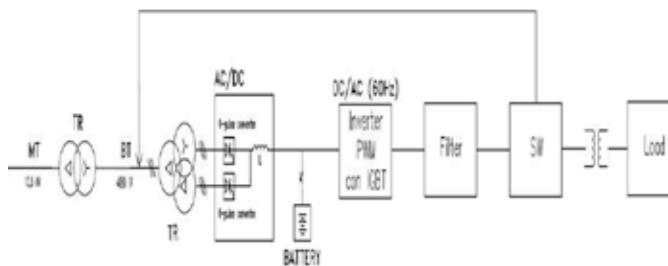 AC/DC
DC/AC (60Hz)
TR
MT
BT
6-pulse converter
L
6-pulse converter
TR
BATTERY
Inverter
PWM
con IGBT
Filter
SW
Load